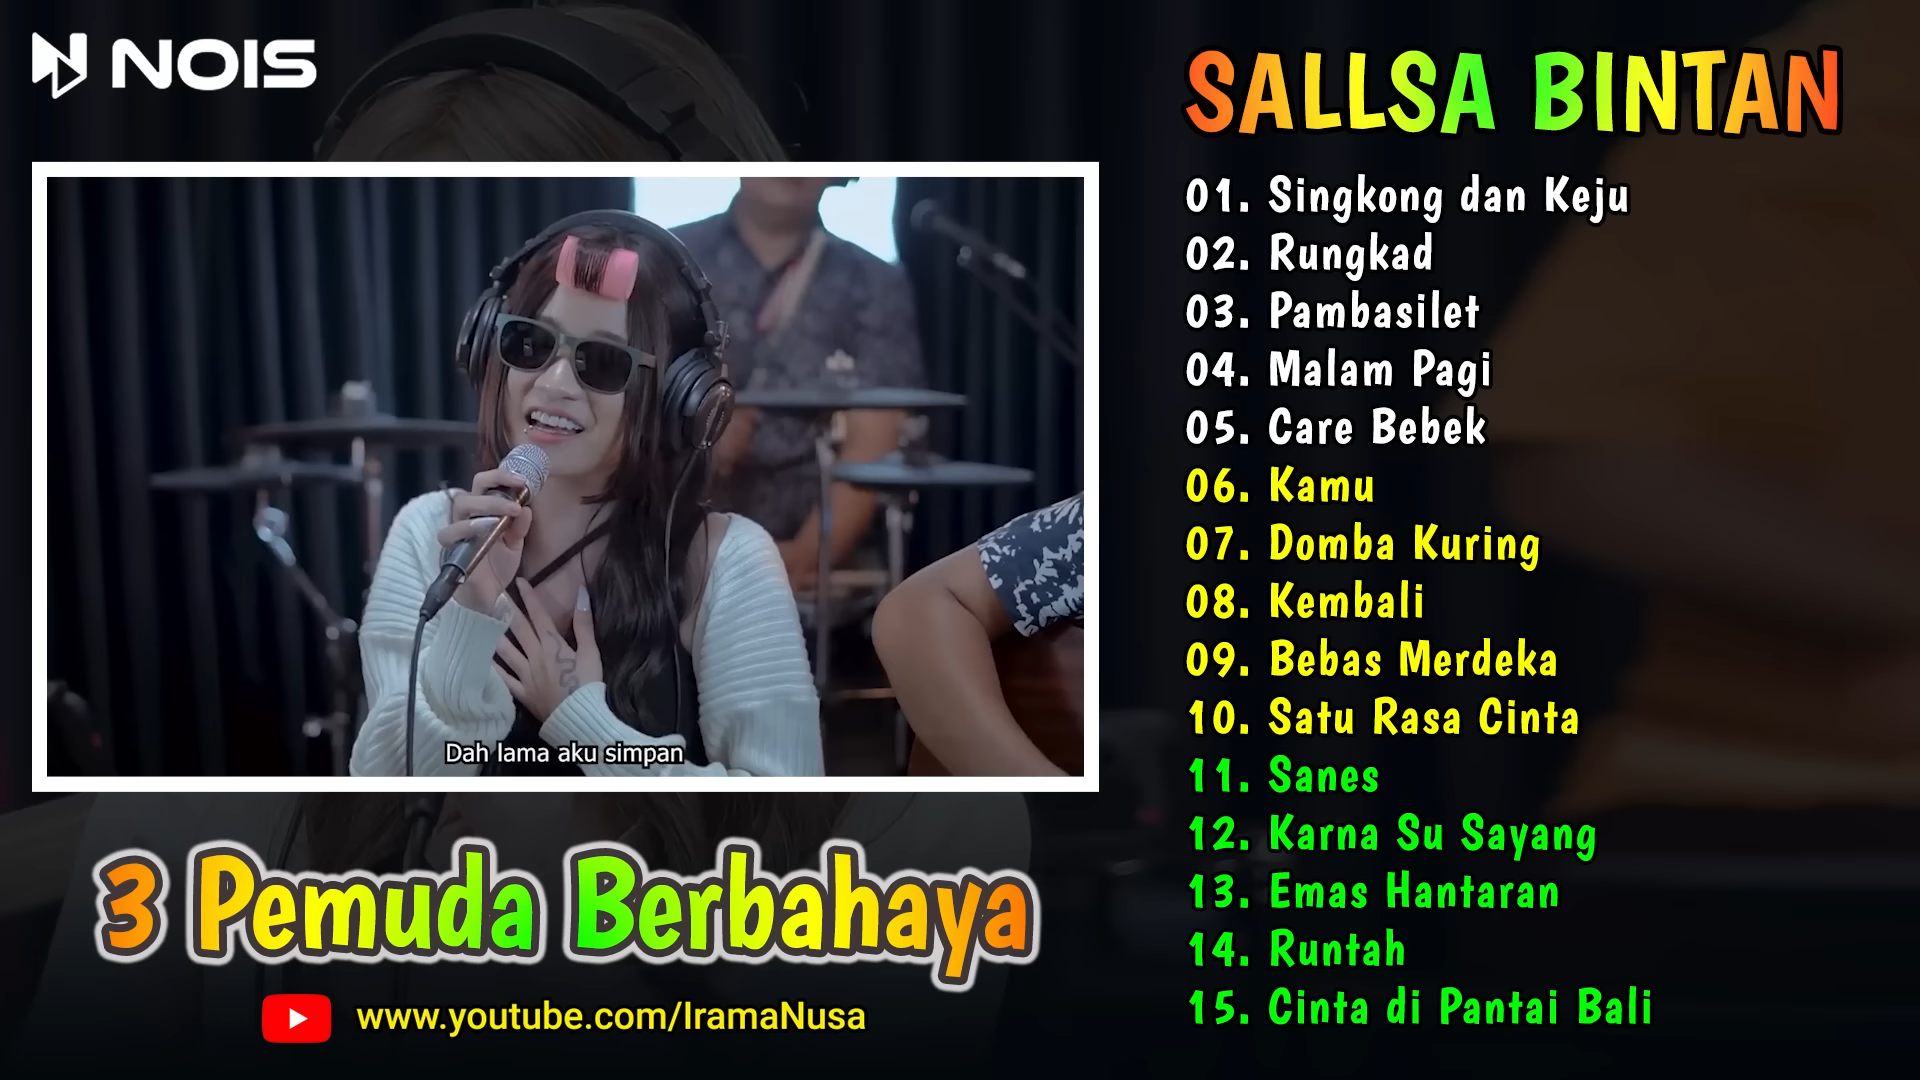 NOIS
SALLSA BINTAN
01. Singkong dan Keju
02. Rungkad
03. Pambasilet
04. Malam Pagi
05. Care Bebek
06. Kamu
07. Domba Kuring
08. Kembali
09. Bebas Merdeka
10. Satu Rasa Cinta
11. Sanes
12. Karna Su Sayang
13. Emas Hantaran
14. Runtah
15. Cinta di Pantai Bali
Dah lama aku simpan
3 Pemuda Berbahaya
www.youtube.com/IramaNusa